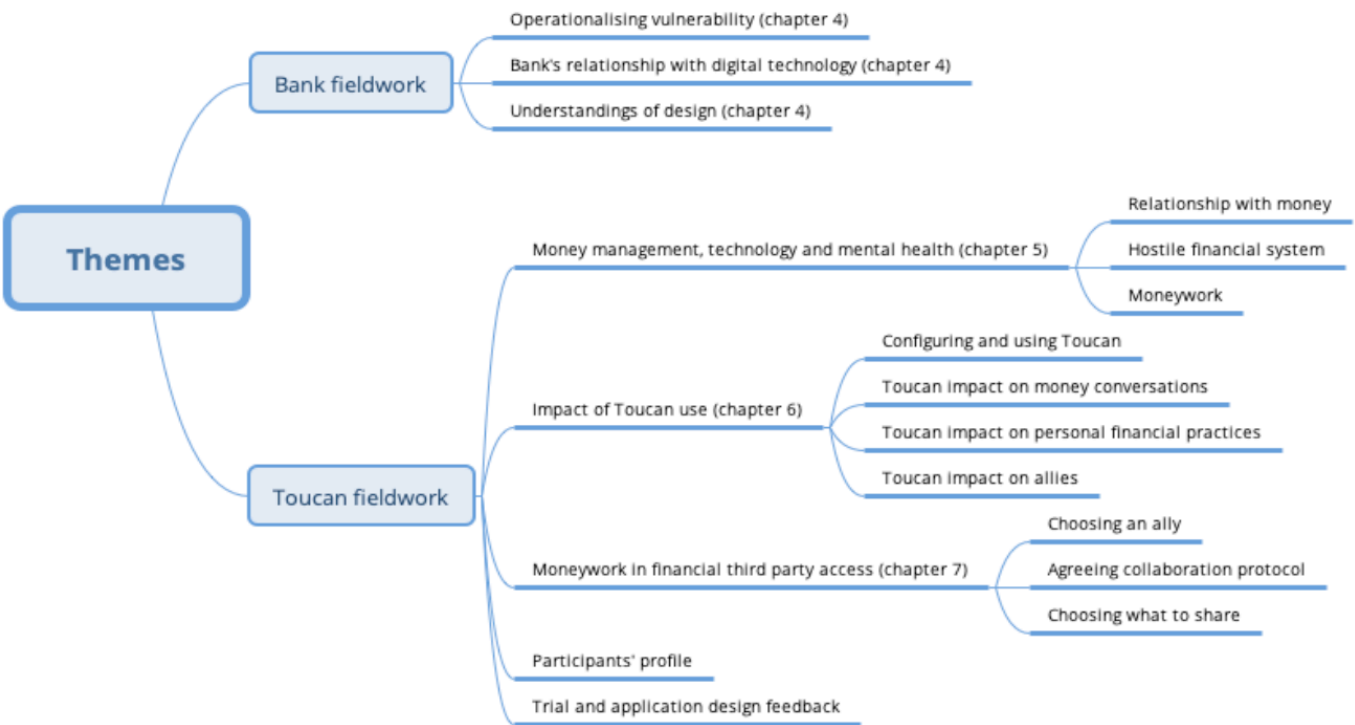 Themes
Bank fieldwork
Operationalising vulnerability (chapter 4)
Bank's relationship with digital technology (chapter 4)
Understandings of design (chapter 4)
Toucan fieldwork
Money management, technology and mental health (chapter 5)
Relationship with money
Hostile financial system
Moneywork
Impact of Toucan use (chapter 6)
Configuring and using Toucan
Toucan impact on money conversations
Toucan impact on personal financial practices
Toucan impact on allies
Moneywork in financial third party access (chapter 7)
Choosing an ally
Agreeing collaboration protocol
Choosing what to share
Participants' profile
Trial and application design feedback